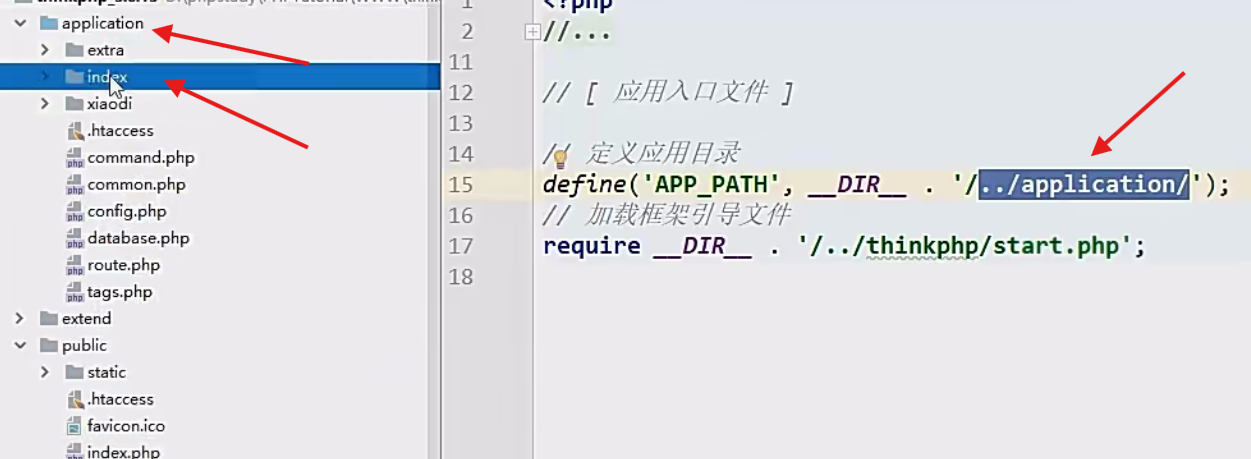 application
extra
index
xiaodi
.htaccess
command.php
common.php
config.php
database.php
route.php
tags.php
extend
public
static
.htaccess
favicon.ico
index.php
1 <?php
2 //...
11
12 // [ 应用入口文件 ]
13
14 // 定义应用目录
15 define('APP_PATH', __DIR__ . '/../application/');
16 // 加载框架引导文件
17 require __DIR__ . '/../thinkphp/start.php';
18